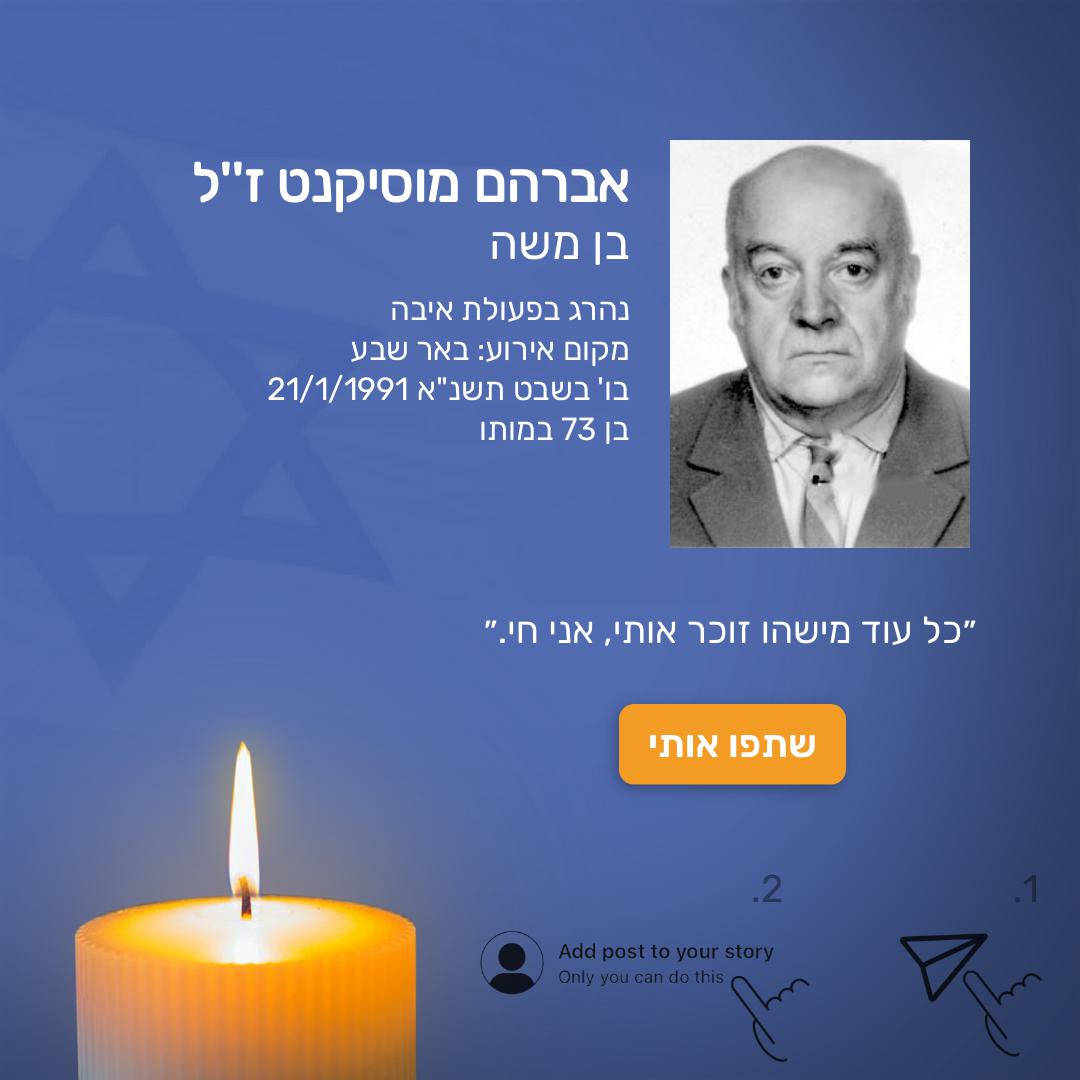 אברהם מוסיקנט ז"ל
בן משה
נהרג בפעולת איבה
מקום אירוע: באר שבע
בו' בשבט תשנ"א 21/1/1991
בן 73 במותו
״כל עוד מישהו זוכר אותי, אני חי.״
שתפו אותי
1.
2.
Add post to your story
Only you can do this